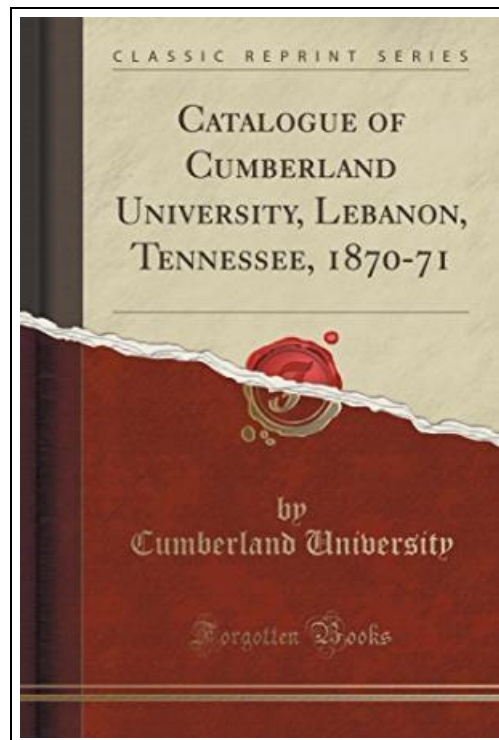 CLASSIC REPRINT SERIES
CATALOGUE OF
CUMBERLAND
UNIVERSITY, LEBANON,
TENNESSEE, 1870-71
by
Cumberland University
Forgotten Books